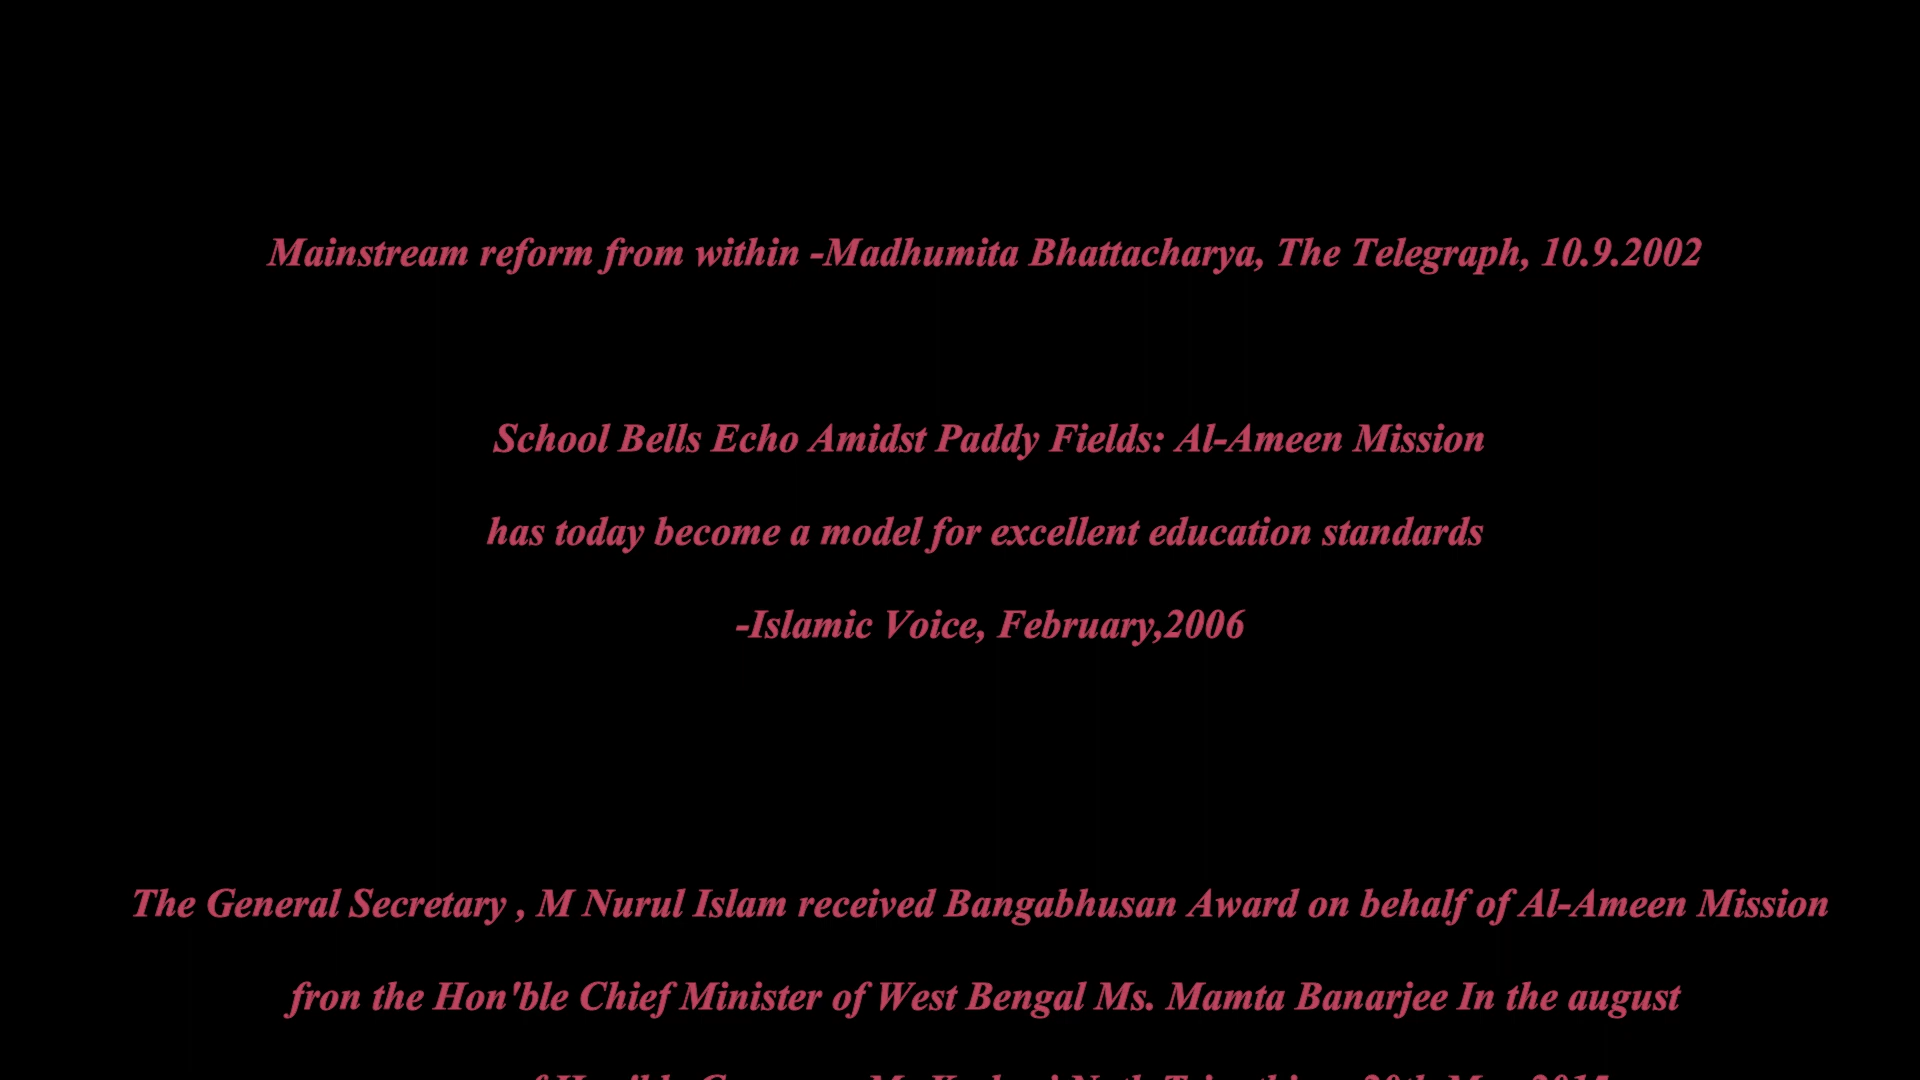 Mainstream reform from within -Madhumita Bhattacharya, The Telegraph, 10.9.2002
School Bells Echo Amidst Paddy Fields: Al-Ameen Mission
has today become a model for excellent education standards
-Islamic Voice, February,2006
The General Secretary , M Nurul Islam received Bangabhusan Award on behalf of Al-Ameen Mission
fron the Hon'ble Chief Minister of West Bengal Ms. Mamta Banarjee In the august